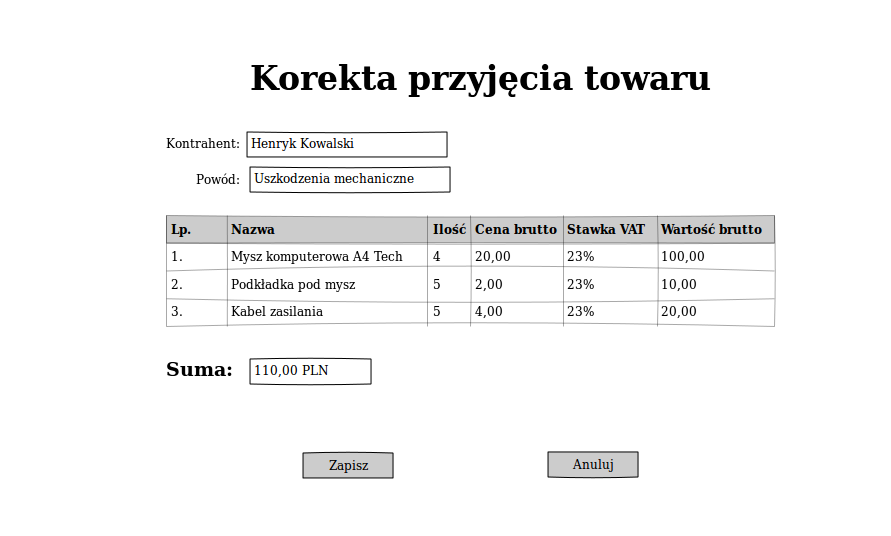 Korekta przyjęcia towaru
Kontrahent: Henryk Kowalski
Powód: Uszkodzenia mechaniczne
Lp. Nazwa Ilość Cena brutto Stawka VAT Wartość brutto
1. Mysz komputerowa A4 Tech 4 20,00 23% 100,00
2. Podkładka pod mysz 5 2,00 23% 10,00
3. Kabel zasilania 5 4,00 23% 20,00
Suma: 110,00 PLN
Zapisz Anuluj